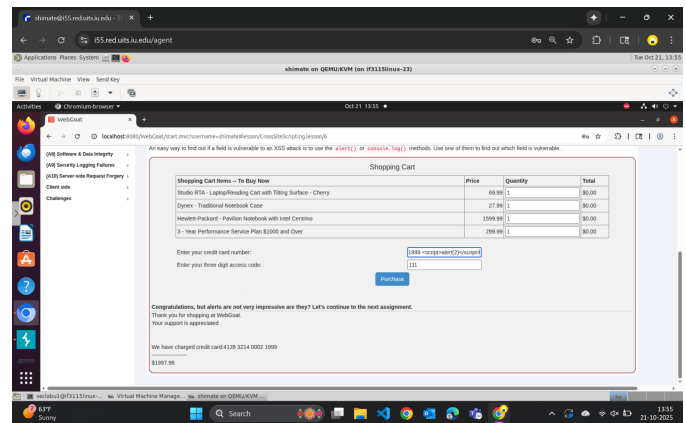 shimate@i55.red.uits.iu.edu - Ti
i55.red.uits.iu.edu/agent
Applications Places System
Tue Oct 21, 13:55
shimate on QEMU/KVM (on if3115linux-23)
File Virtual Machine View Send Key
Activities Chromium-browser Oct 21 13:55
WebGoat
localhost:8080/WebGoat/start.mvc?username=shimate#lesson/CrossSiteScripting.lesson/6
(A8) Software & Data Integrity
(A9) Security Logging Failures
(A10) Server-side Request Forgery
Client side
Challenges
An easy way to find out if a field is vulnerable to an XSS attack is to use the alert() or console.log() methods. Use one of them to find out which field is vulnerable.
Shopping Cart
Shopping Cart Items -- To Buy Now Price Quantity Total
Studio RTA - Laptop/Reading Cart with Tilting Surface - Cherry 69.99 1 $0.00
Dynex - Traditional Notebook Case 27.99 1 $0.00
Hewlett-Packard - Pavilion Notebook with Intel Centrino 1599.99 1 $0.00
3 - Year Performance Service Plan $1000 and Over 299.99 1 $0.00
Enter your credit card number: 1999 <script>alert(2)</script>
Enter your three digit access code: 111
Purchase
Congratulations, but alerts are not very impressive are they? Let's continue to the next assignment.
Thank you for shopping at WebGoat.
Your support is appreciated
We have charged credit card:4128 3214 0002 1999
-------------------
$1997.96
seclabu1@if3115linux-... Virtual Machine Manage... shimate on QEMU/KVM ...
63°F
Sunny
Search
13:55
21-10-2025